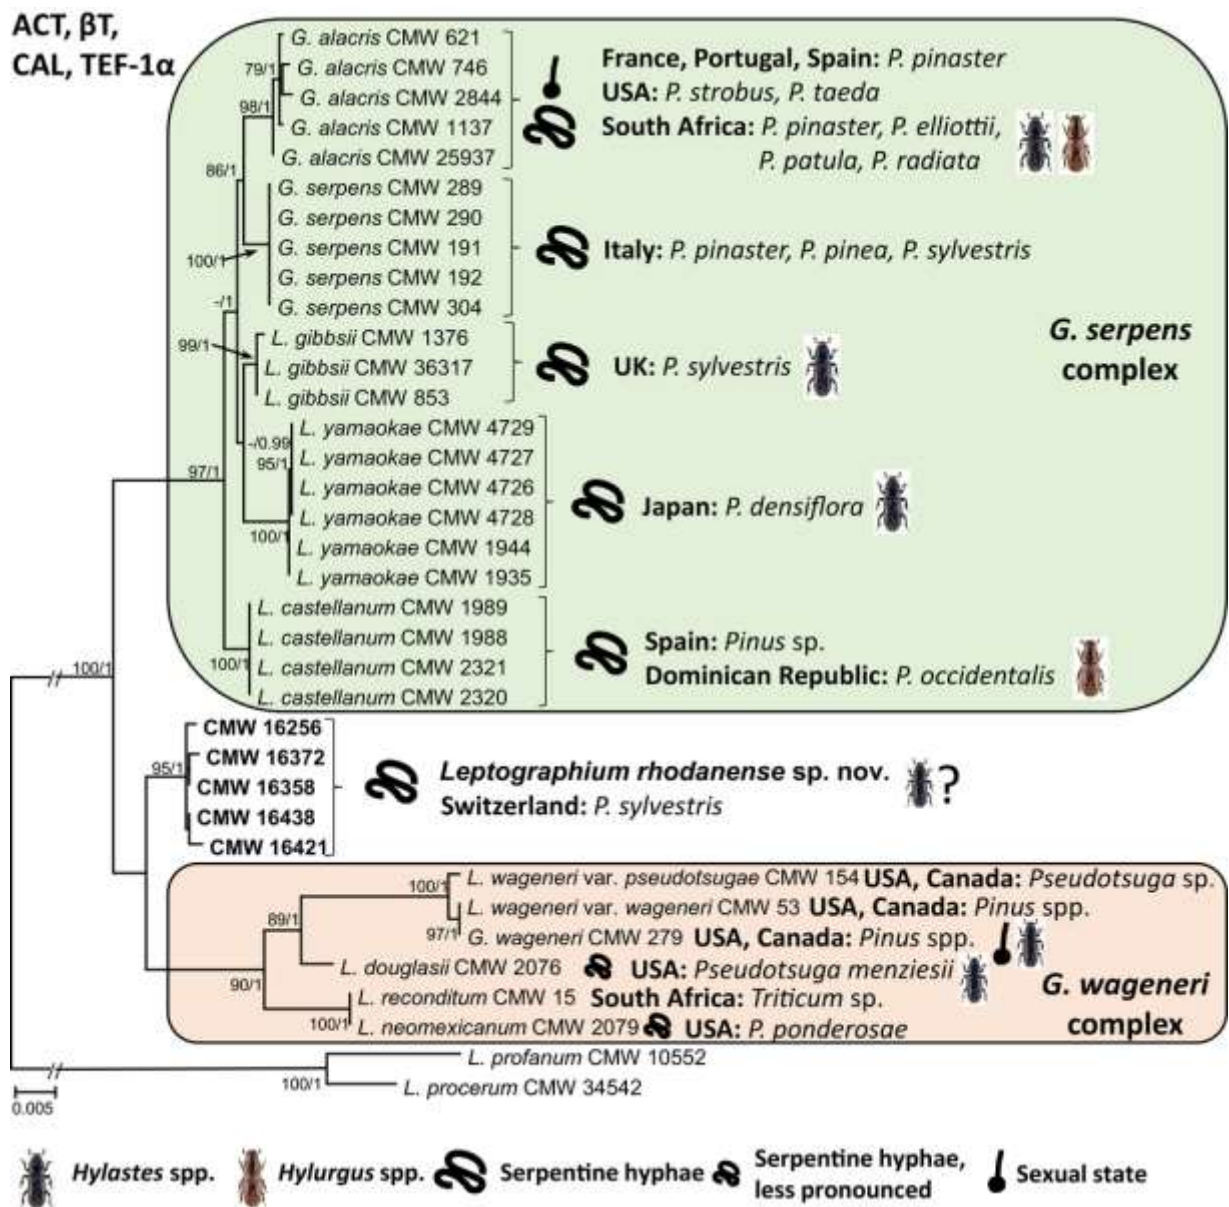 ACT, βT,
CAL, TEF-1α
G. alacris CMW 621
79/1
G. alacris CMW 746
G. alacris CMW 2844
98/1
G. alacris CMW 1137
G. alacris CMW 25937
France, Portugal, Spain: P. pinaster
USA: P. strobus, P. taeda
South Africa: P. pinaster, P. elliottii,
P. patula, P. radiata
86/1
G. serpens CMW 289
G. serpens CMW 290
G. serpens CMW 191
100/1
G. serpens CMW 192
G. serpens CMW 304
Italy: P. pinaster, P. pinea, P. sylvestris
-/1
G. serpens
complex
99/1
L. gibbsii CMW 1376
L. gibbsii CMW 36317
L. gibbsii CMW 853
UK: P. sylvestris
L. yamaokae CMW 4729
-/0.99
L. yamaokae CMW 4727
95/1
97/1
L. yamaokae CMW 4726
L. yamaokae CMW 4728
100/1
L. yamaokae CMW 1944
L. yamaokae CMW 1935
Japan: P. densiflora
L. castellanum CMW 1989
L. castellanum CMW 1988
100/1
L. castellanum CMW 2321
L. castellanum CMW 2320
Spain: Pinus sp.
Dominican Republic: P. occidentalis
100/1
CMW 16256
CMW 16372
95/1
CMW 16358
CMW 16438
CMW 16421
Leptographium rhodanense sp. nov. ?
Switzerland: P. sylvestris
100/1
L. wageneri var. pseudotsugae CMW 154 USA, Canada: Pseudotsuga sp.
L. wageneri var. wageneri CMW 53 USA, Canada: Pinus spp.
89/1
97/1
G. wageneri CMW 279 USA, Canada: Pinus spp.
L. douglasii CMW 2076 USA: Pseudotsuga menziesii
90/1
L. reconditum CMW 15 South Africa: Triticum sp.
100/1
L. neomexicanum CMW 2079 USA: P. ponderosae
G. wageneri
complex
L. profanum CMW 10552
100/1
L. procerum CMW 34542
0.005
Hylastes spp.
Hylurgus spp.
Serpentine hyphae
Serpentine hyphae,
less pronounced
Sexual state